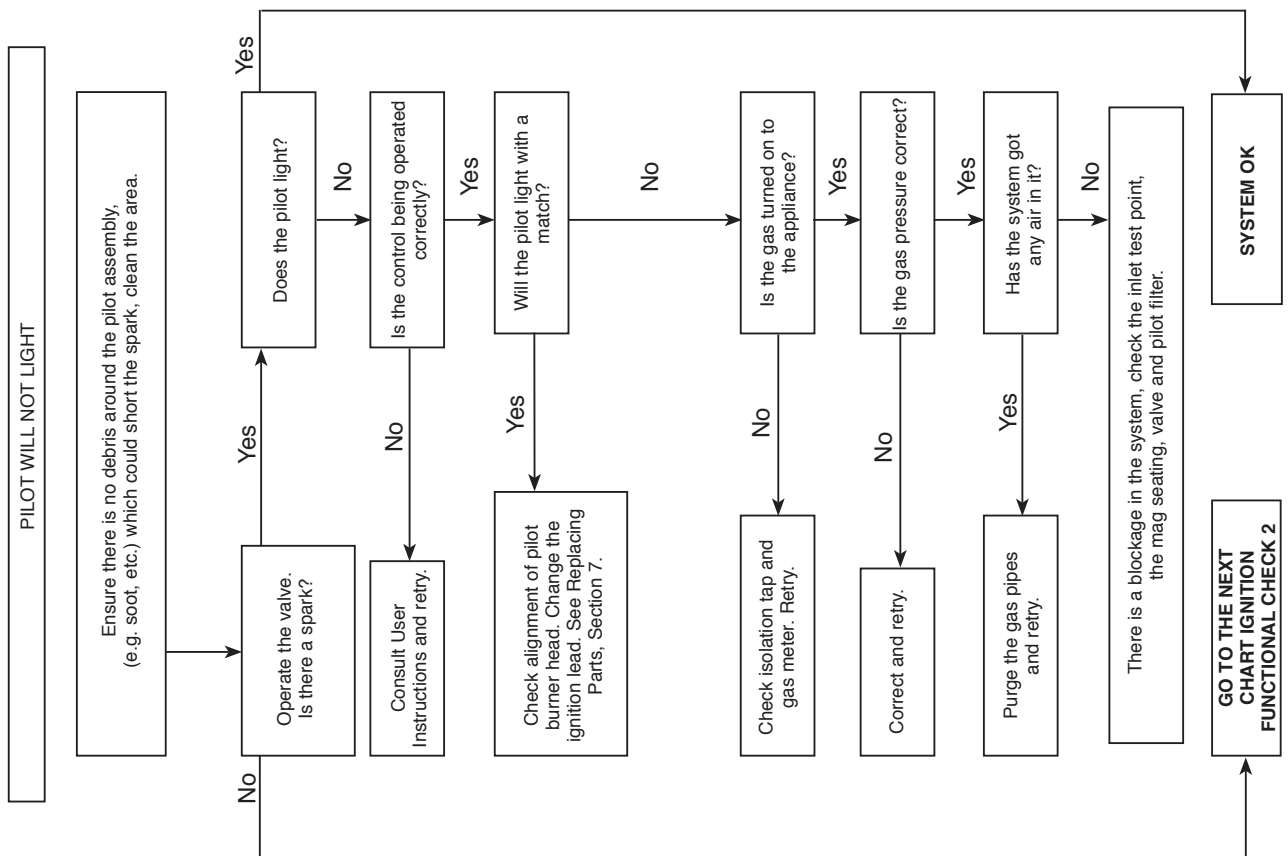 PILOT WILL NOT LIGHT
Ensure there is no debris around the pilot assembly,
(e.g. soot, etc.) which could short the spark, clean the area.
Operate the valve.
Is there a spark?
No
Yes
Does the pilot light?
Yes
No
Is the control being operated
correctly?
No
Consult User
Instructions and retry.
Yes
Will the pilot light with a
match?
Yes
Check alignment of pilot
burner head. Change the
ignition lead. See Replacing
Parts, Section 7.
No
Is the gas turned on to
the appliance?
No
Check isolation tap and
gas meter. Retry.
Yes
Is the gas pressure correct?
No
Correct and retry.
Yes
Has the system got
any air in it?
Yes
Purge the gas pipes
and retry.
No
There is a blockage in the system, check the inlet test point,
the mag seating, valve and pilot filter.
GO TO THE NEXT
CHART IGNITION
FUNCTIONAL CHECK 2
SYSTEM OK